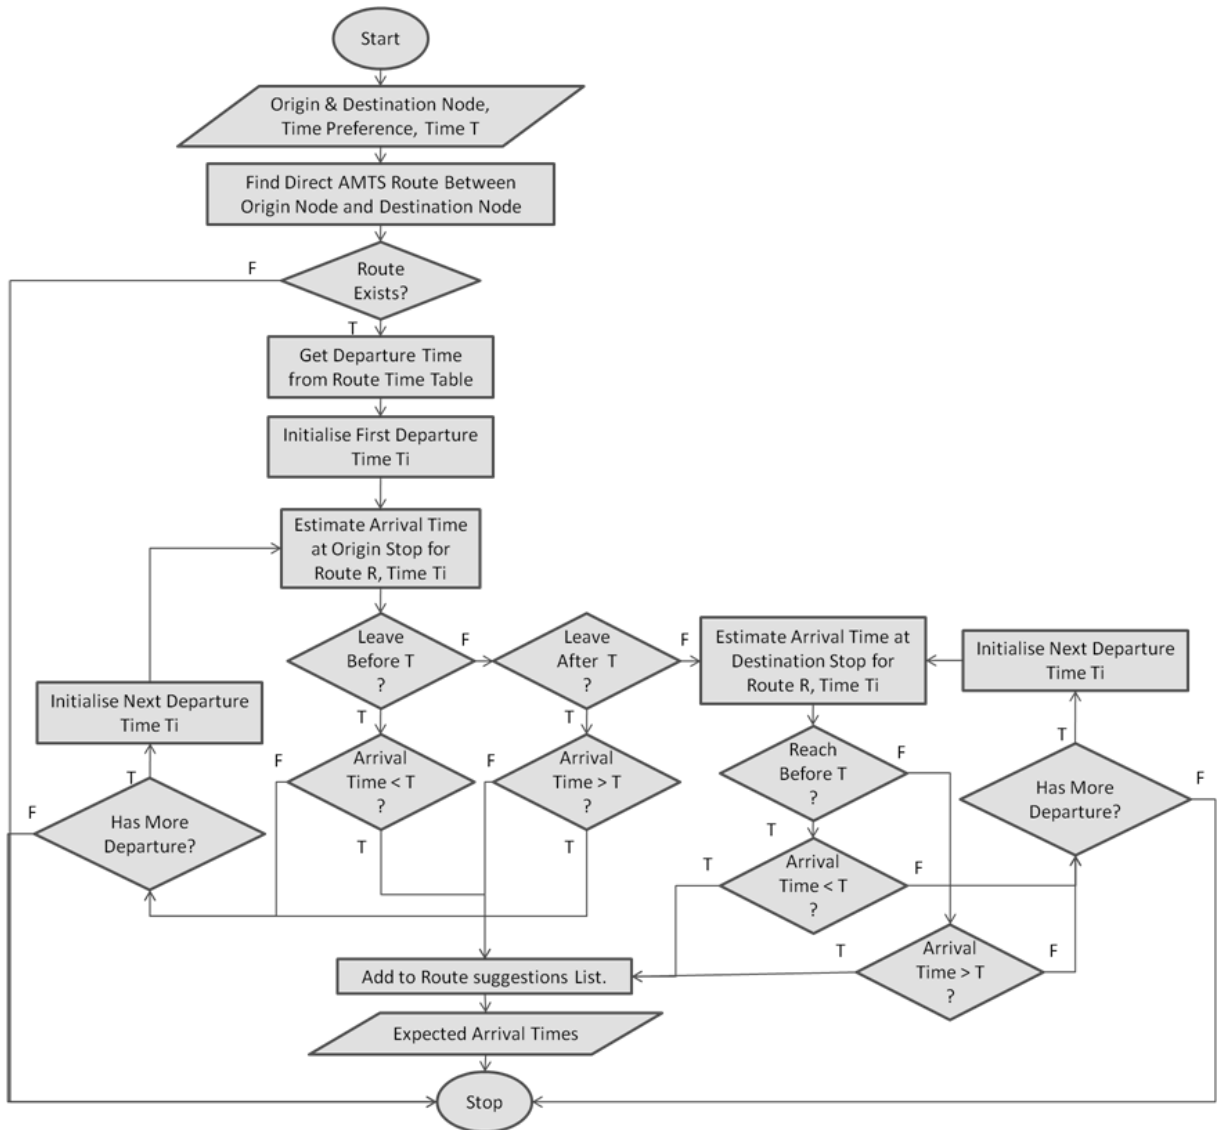 Start
Origin & Destination Node,
Time Preference, Time T
Find Direct AMTS Route Between
Origin Node and Destination Node
F
Route
Exists?
T
Get Departure Time
from Route Time Table
Initialise First Departure
Time Ti
Estimate Arrival Time
at Origin Stop for
Route R, Time Ti
Leave
Before T
?
F
Leave
After T
?
F
Estimate Arrival Time at
Destination Stop for
Route R, Time Ti
Initialise Next Departure
Time Ti
Initialise Next Departure
Time Ti
T
T
F
Arrival
Time < T
?
F
Arrival
Time > T
?
Reach
Before T
?
F
T
Has More
Departure?
F
T
F
Has More
Departure?
T
T
T
T
Arrival
Time < T
?
F
T
Arrival
Time > T
?
F
Add to Route suggestions List.
Expected Arrival Times
Stop